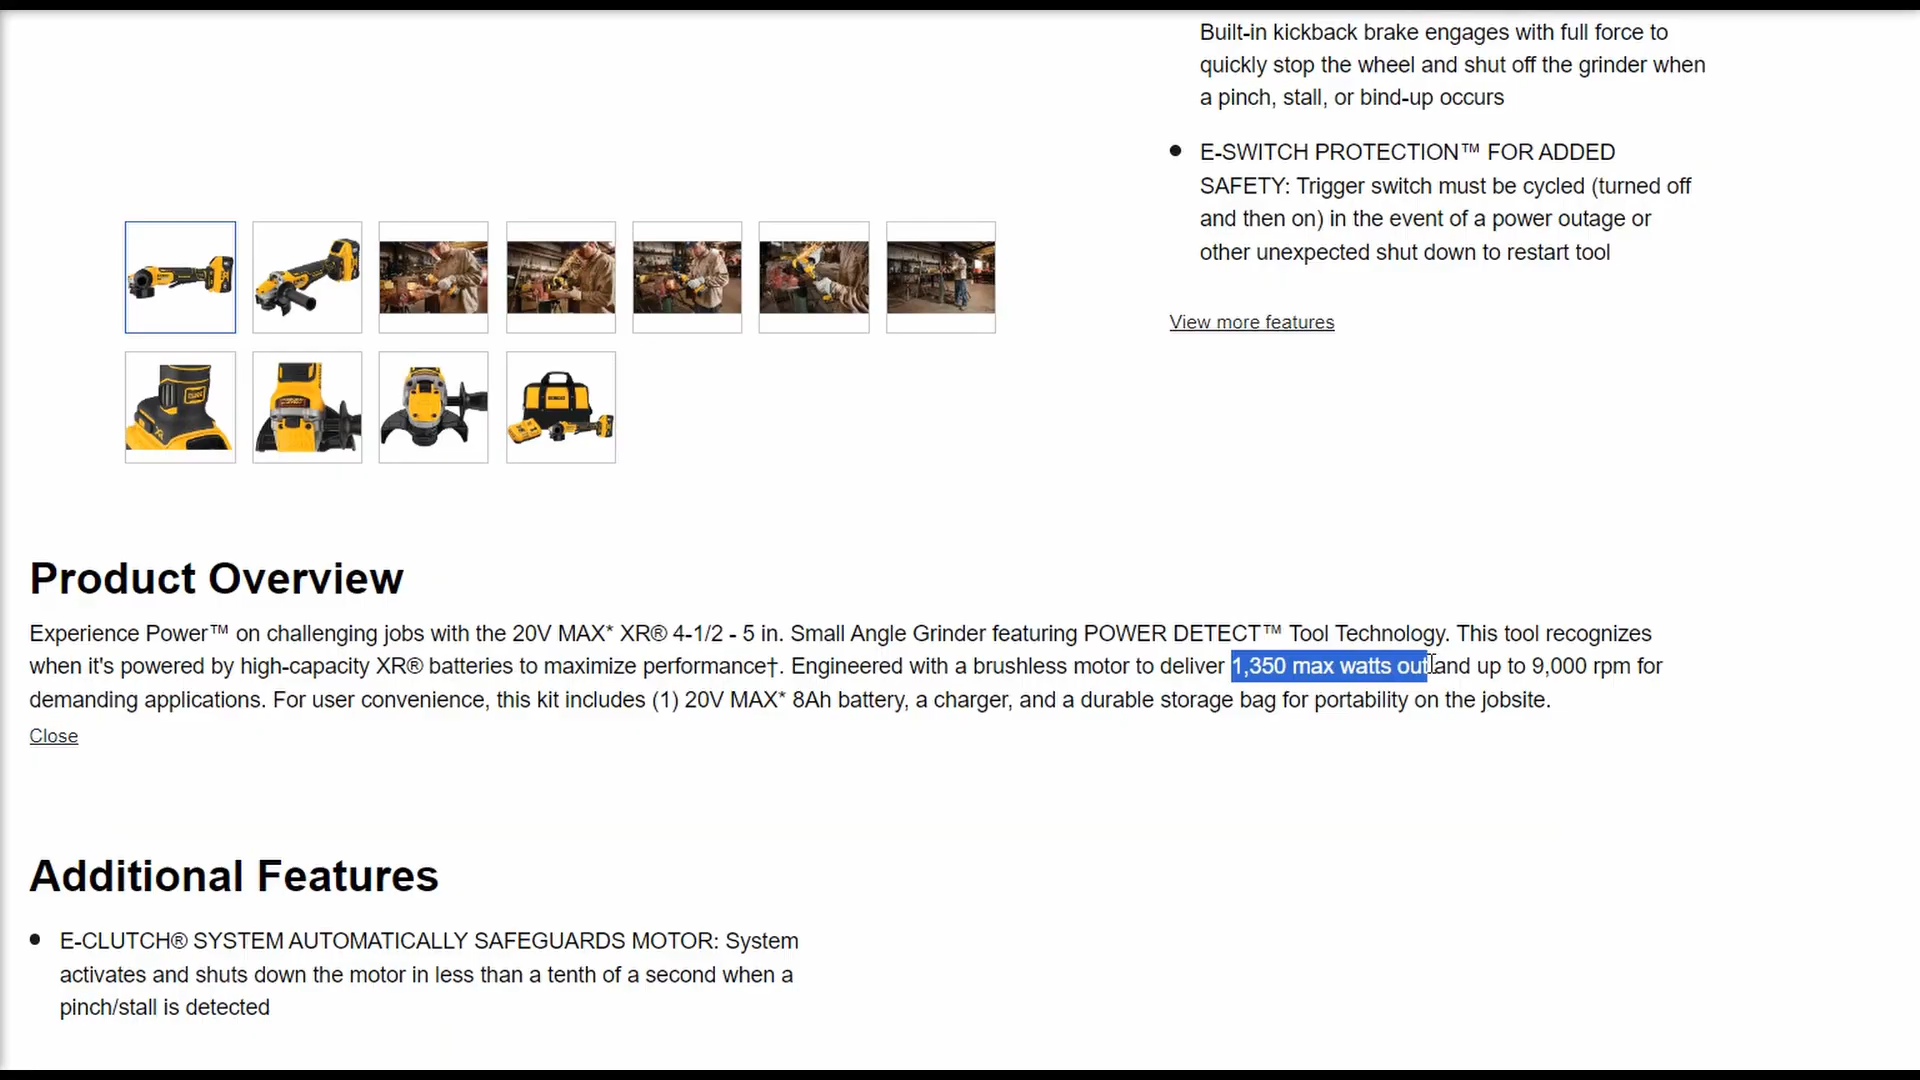 Built-in kickback brake engages with full force to
quickly stop the wheel and shut off the grinder when
a pinch, stall, or bind-up occurs
E-SWITCH PROTECTION™ FOR ADDED
SAFETY: Trigger switch must be cycled (turned off
and then on) in the event of a power outage or
other unexpected shut down to restart tool
View more features
Product Overview
Experience Power™ on challenging jobs with the 20V MAX* XR® 4-1/2 - 5 in. Small Angle Grinder featuring POWER DETECT™ Tool Technology. This tool recognizes
when it's powered by high-capacity XR® batteries to maximize performance†. Engineered with a brushless motor to deliver 1,350 max watts out and up to 9,000 rpm for
demanding applications. For user convenience, this kit includes (1) 20V MAX* 8Ah battery, a charger, and a durable storage bag for portability on the jobsite.
Close
Additional Features
E-CLUTCH® SYSTEM AUTOMATICALLY SAFEGUARDS MOTOR: System
activates and shuts down the motor in less than a tenth of a second when a
pinch/stall is detected